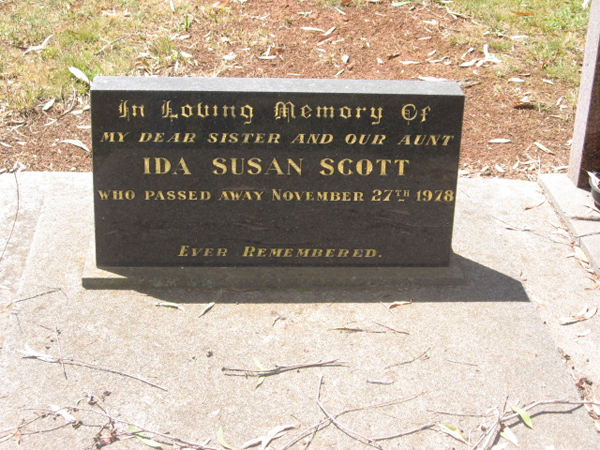 In Loving Memory Of
MY DEAR SISTER AND OUR AUNT
IDA SUSAN SCOTT
WHO PASSED AWAY NOVEMBER 27TH 1978
EVER REMEMBERED.